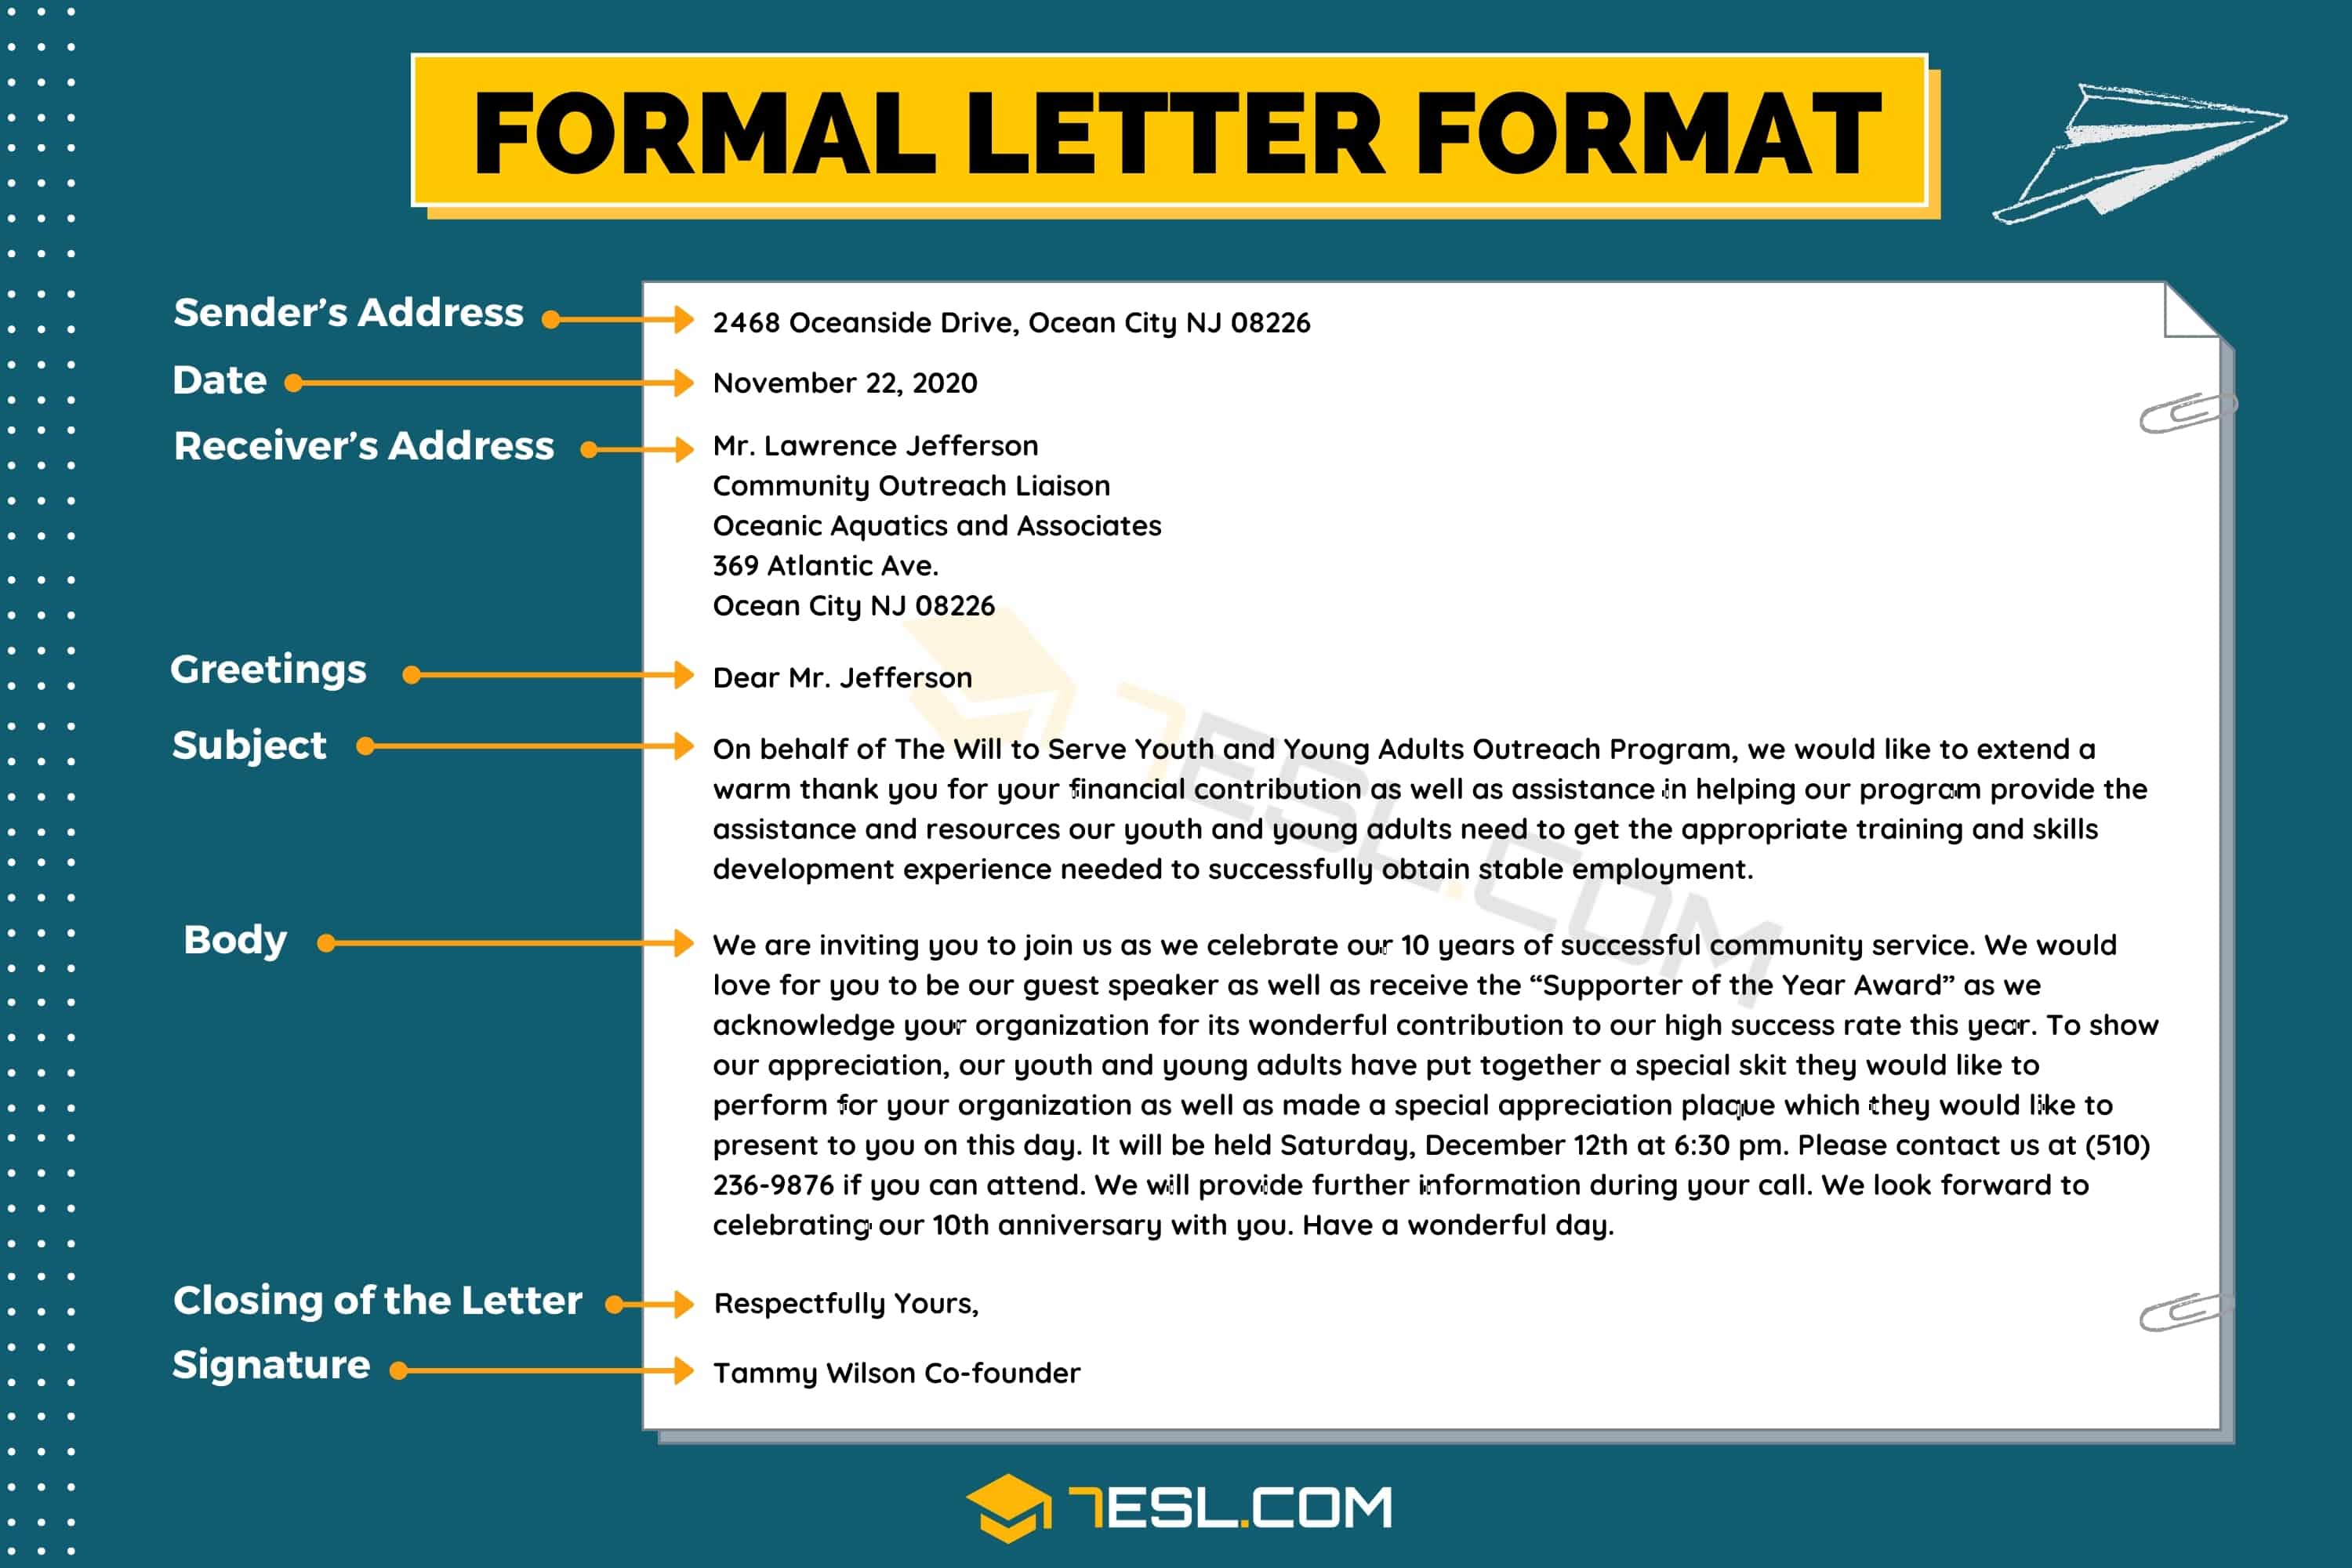 FORMAL LETTER FORMAT
Sender's Address
2468 Oceanside Drive, Ocean City NJ 08226
Date
November 22, 2020
Receiver's Address
Mr. Lawrence Jefferson
Community Outreach Liaison
Oceanic Aquatics and Associates
369 Atlantic Ave.
Ocean City NJ 08226
Greetings
Dear Mr. Jefferson
Subject
On behalf of The Will to Serve Youth and Young Adults Outreach Program, we would like to extend a
warm thank you for your financial contribution as well as assistance in helping our program provide the
assistance and resources our youth and young adults need to get the appropriate training and skills
development experience needed to successfully obtain stable employment.
Body
We are inviting you to join us as we celebrate our 10 years of successful community service. We would
love for you to be our guest speaker as well as receive the “Supporter of the Year Award” as we
acknowledge your organization for its wonderful contribution to our high success rate this year. To show
our appreciation, our youth and young adults have put together a special skit they would like to
perform for your organization as well as made a special appreciation plaque which they would like to
present to you on this day. It will be held Saturday, December 12th at 6:30 pm. Please contact us at (510)
236-9876 if you can attend. We will provide further information during your call. We look forward to
celebrating our 10th anniversary with you. Have a wonderful day.
Closing of the Letter
Respectfully Yours,
Signature
Tammy Wilson Co-founder
7ESL.COM
7ESL.COM